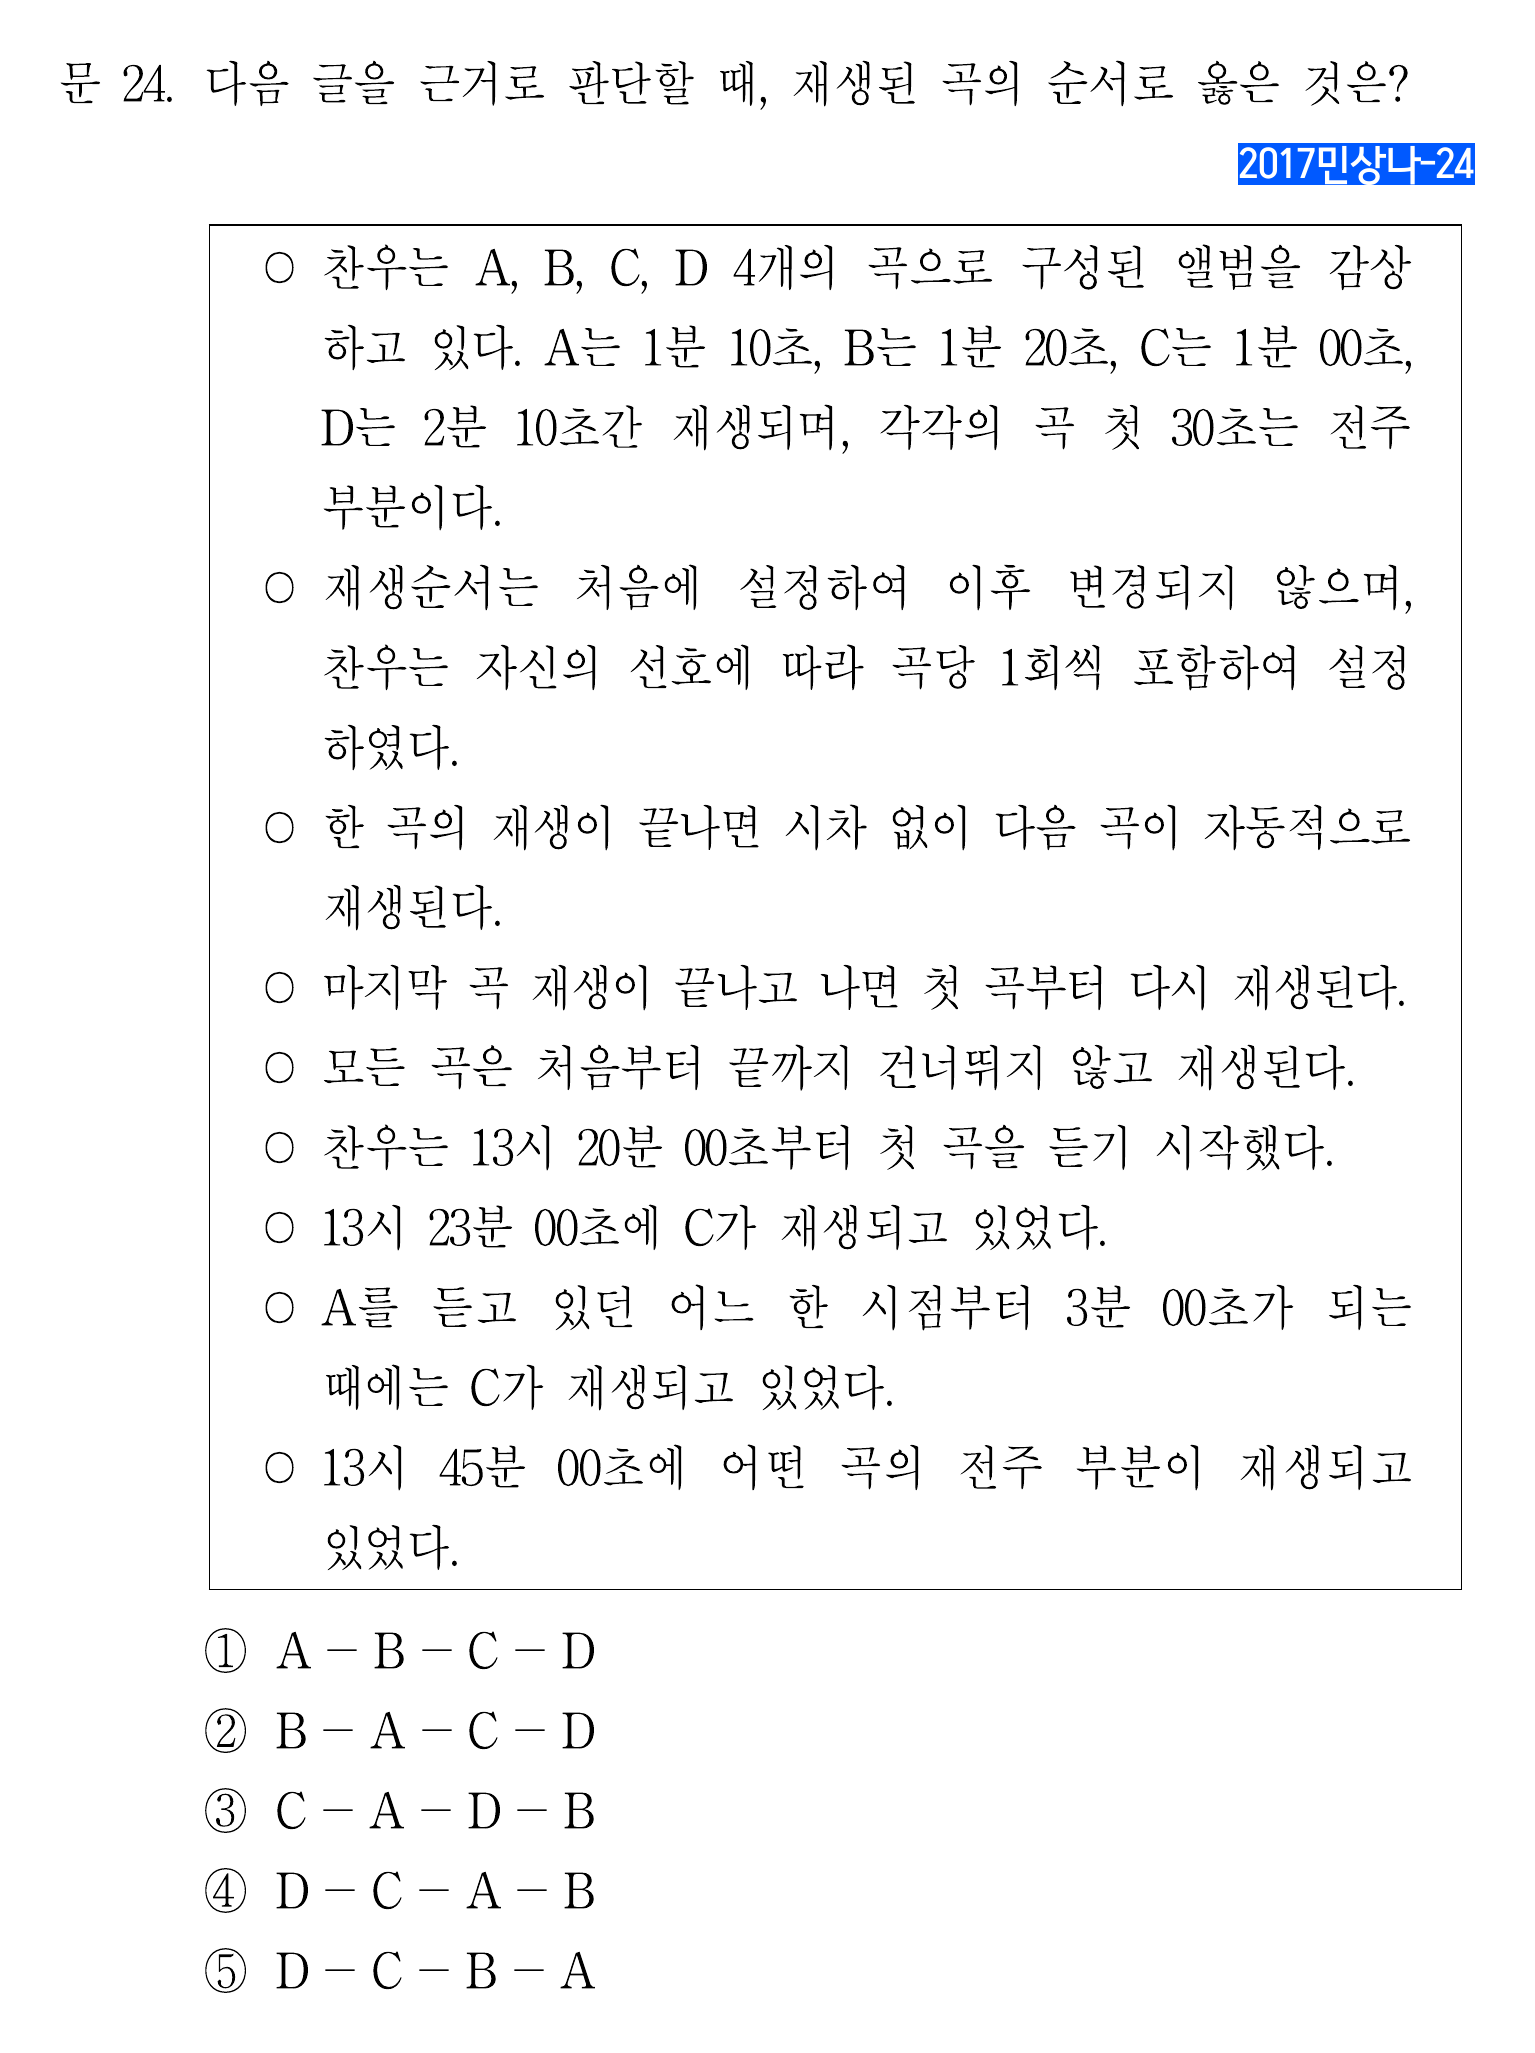 문 24. 다음 글을 근거로 판단할 때, 재생된 곡의 순서로 옳은 것은?
2017민상나-24
○ 찬우는 A, B, C, D 4개의 곡으로 구성된 앨범을 감상
하고 있다. A는 1분 10초, B는 1분 20초, C는 1분 00초,
D는 2분 10초간 재생되며, 각각의 곡 첫 30초는 전주
부분이다.
○ 재생순서는 처음에 설정하여 이후 변경되지 않으며,
찬우는 자신의 선호에 따라 곡당 1회씩 포함하여 설정
하였다.
○ 한 곡의 재생이 끝나면 시차 없이 다음 곡이 자동적으로
재생된다.
○ 마지막 곡 재생이 끝나고 나면 첫 곡부터 다시 재생된다.
○ 모든 곡은 처음부터 끝까지 건너뛰지 않고 재생된다.
○ 찬우는 13시 20분 00초부터 첫 곡을 듣기 시작했다.
○ 13시 23분 00초에 C가 재생되고 있었다.
○ A를 듣고 있던 어느 한 시점부터 3분 00초가 되는
때에는 C가 재생되고 있었다.
○ 13시 45분 00초에 어떤 곡의 전주 부분이 재생되고
있었다.
① A - B - C - D
② B - A - C - D
③ C - A - D - B
④ D - C - A - B
⑤ D - C - B - A